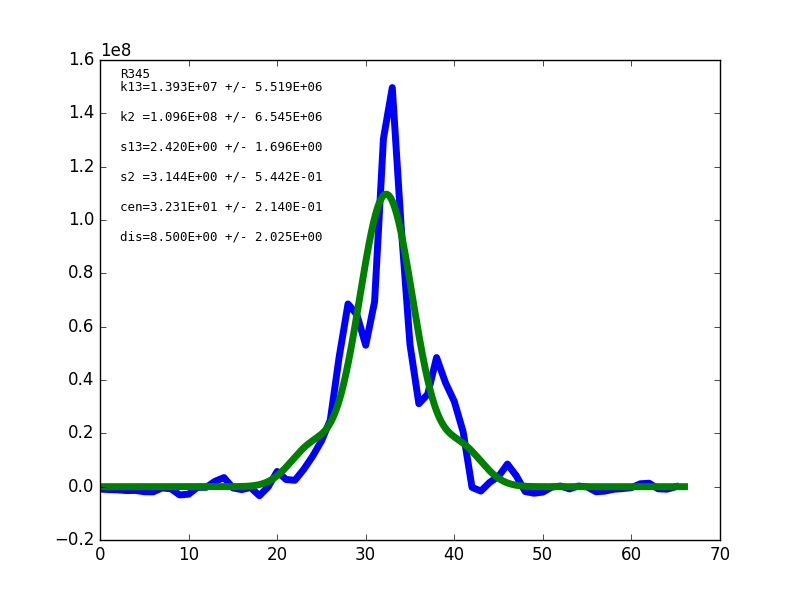 1e8
R345
k13=1.393E+07 +/- 5.519E+06
k2 =1.096E+08 +/- 6.545E+06
s13=2.420E+00 +/- 1.696E+00
s2 =3.144E+00 +/- 5.442E-01
cen=3.231E+01 +/- 2.140E-01
dis=8.500E+00 +/- 2.025E+00
1.6
1.4
1.2
1.0
0.8
0.6
0.4
0.2
0.0
−0.2
0 10 20 30 40 50 60 70